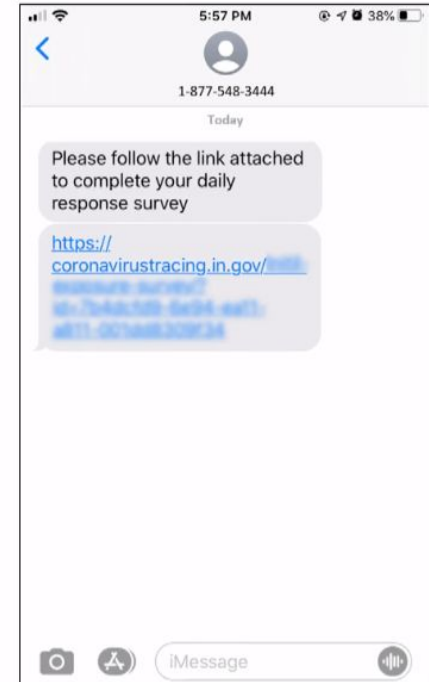 5:57 PM
38%
1-877-548-3444
Today
Please follow the link attached
to complete your daily
response survey
https://
coronavirustracing.in.gov/
iMessage